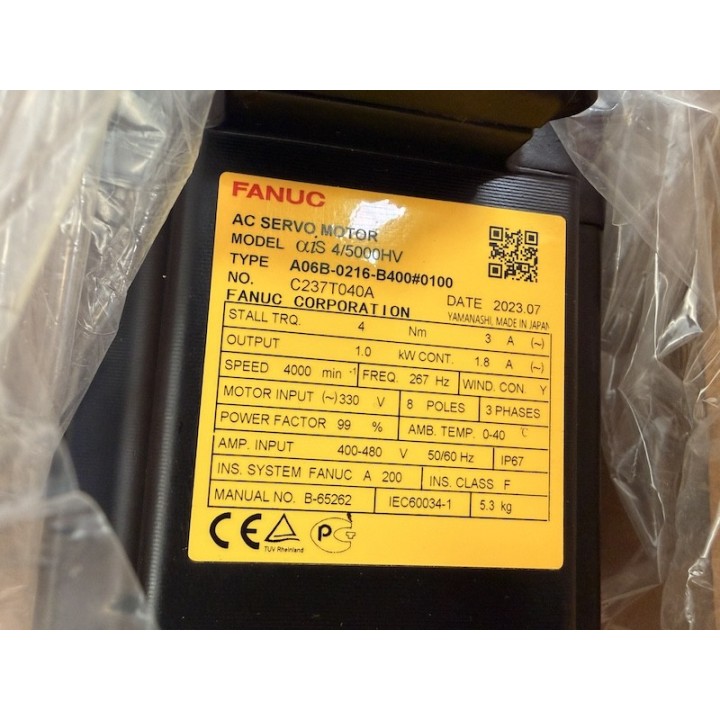 FANUC
AC SERVO MOTOR
MODEL αiS 4/5000HV
TYPE A06B-0216-B400#0100
NO. C237T040A DATE 2023.07
FANUC CORPORATION YAMANASHI, MADE IN JAPAN
STALL TRQ. 4 Nm 3 A (~)
OUTPUT 1.0 kW CONT. 1.8 A (~)
SPEED 4000 min -1 FREQ. 267 Hz WIND. CON. Y
MOTOR INPUT (~) 330 V 8 POLES 3 PHASES
POWER FACTOR 99 % AMB. TEMP. 0-40 ℃
AMP. INPUT 400-480 V 50/60 Hz IP67
INS. SYSTEM FANUC A 200 INS. CLASS F
MANUAL NO. B-65262 IEC60034-1 5.3 kg
CE TÜV Rheinland PC